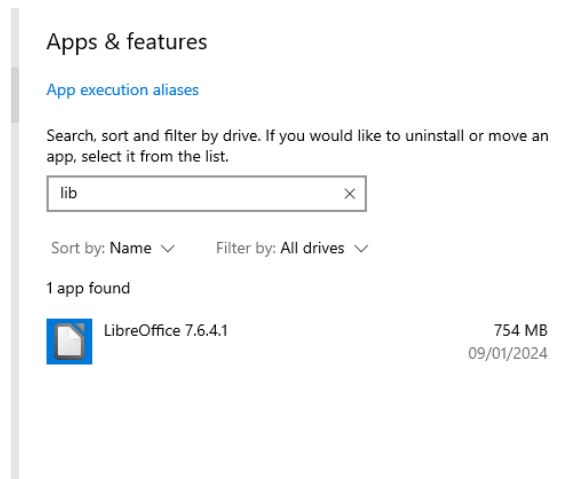 Apps & features
App execution aliases
Search, sort and filter by drive. If you would like to uninstall or move an
app, select it from the list.
lib
Sort by: Name Filter by: All drives
1 app found
LibreOffice 7.6.4.1 754 MB
09/01/2024